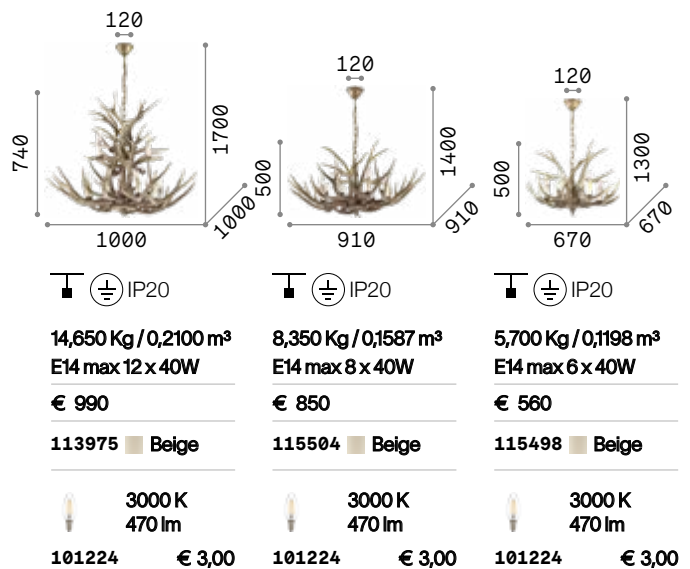 120
740
1700
1000
1000
IP20
14,650 Kg / 0,2100 m³
E14 max 12 x 40W
€ 990
113975 Beige
3000 K
470 lm
101224 € 3,00
120
500
1400
910
910
IP20
8,350 Kg / 0,1587 m³
E14 max 8 x 40W
€ 850
115504 Beige
3000 K
470 lm
101224 € 3,00
120
500
1300
670
670
IP20
5,700 Kg / 0,1198 m³
E14 max 6 x 40W
€ 560
115498 Beige
3000 K
470 lm
101224 € 3,00